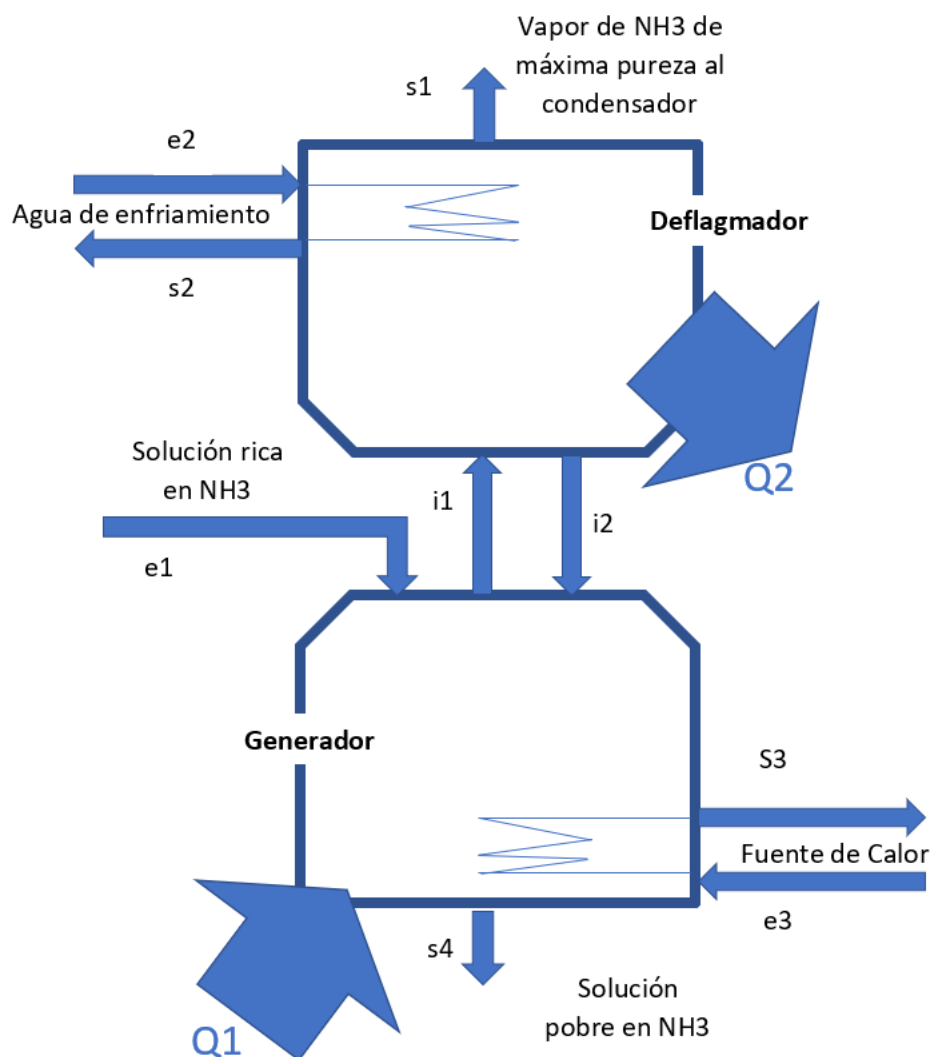 Vapor de NH3 de
máxima pureza al
condensador
s1
e2
Agua de enfriamiento
s2
Deflagmador
Q2
Solución rica
en NH3
e1
i1
i2
Generador
S3
Fuente de Calor
e3
s4
Solución
pobre en NH3
Q1